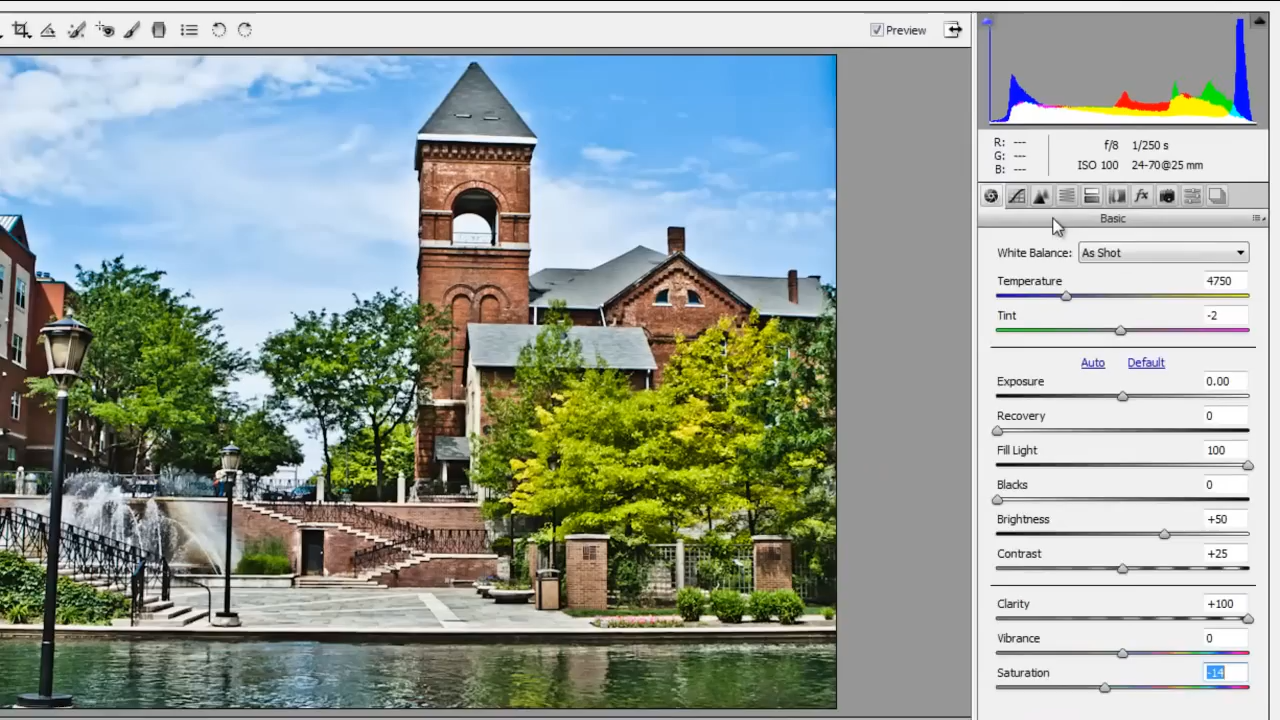 Preview
R: ---
G: ---
B: ---
f/8 1/250 s
ISO 100 24-70@25 mm
fx
Basic
White Balance: As Shot
Temperature 4750
Tint -2
Auto Default
Exposure 0.00
Recovery 0
Fill Light 100
Blacks 0
Brightness +50
Contrast +25
Clarity +100
Vibrance 0
Saturation -14